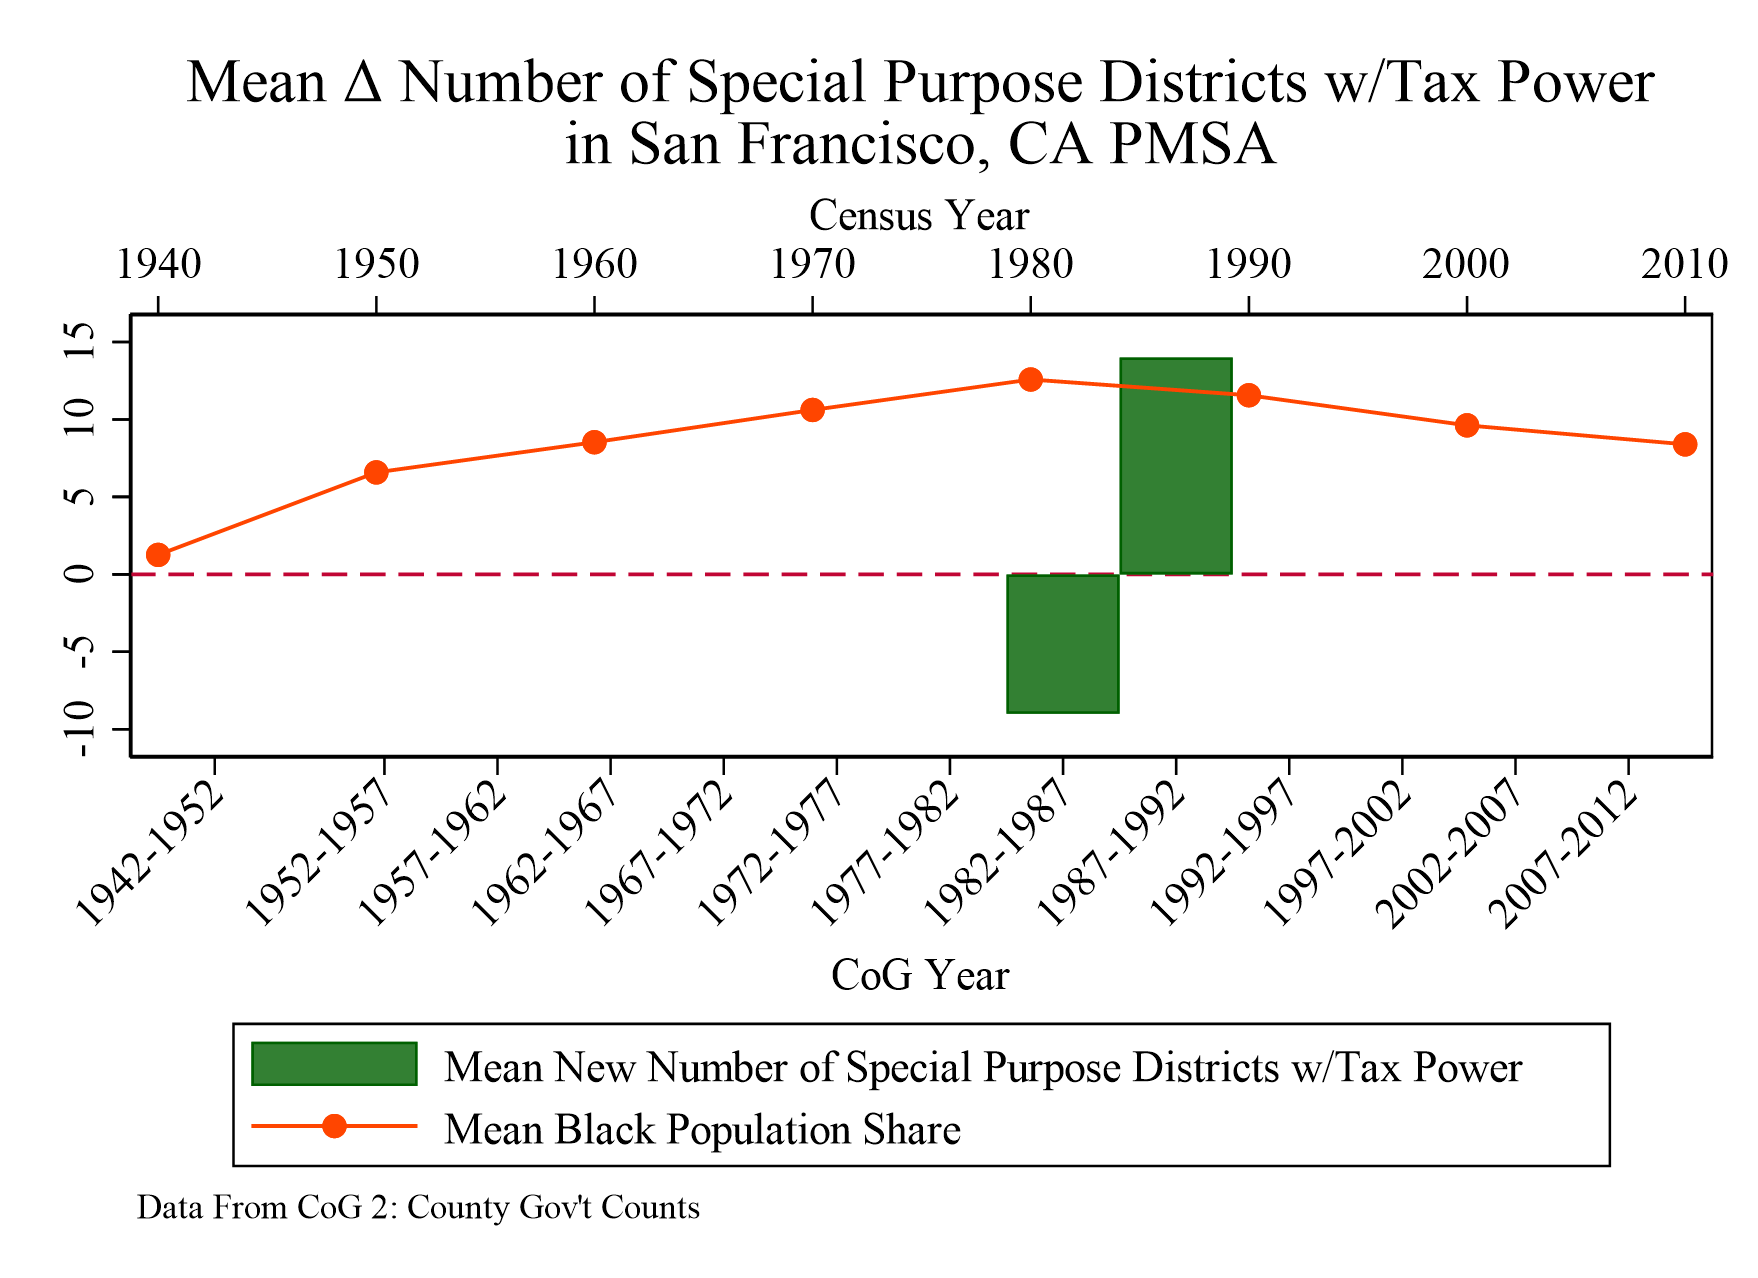 Mean Δ Number of Special Purpose Districts w/Tax Power
in San Francisco, CA PMSA
Census Year
1940 1950 1960 1970 1980 1990 2000 2010
15
10
5
0
-5
-10
1942-1952 1952-1957 1957-1962 1962-1967 1967-1972 1972-1977 1977-1982 1982-1987 1987-1992 1992-1997 1997-2002 2002-2007 2007-2012
CoG Year
Mean New Number of Special Purpose Districts w/Tax Power
Mean Black Population Share
Data From CoG 2: County Gov't Counts